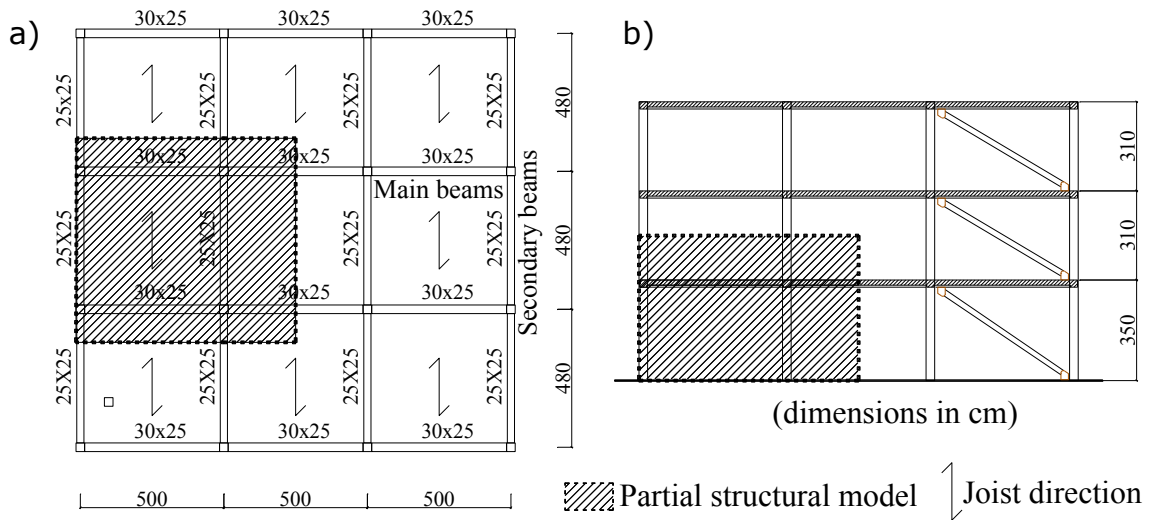 a)
30x25 30x25 30x25
25x25 25X25 25X25 25X25
480
30x25 30x25 30x25
Main beams
Secondary beams
25X25 25X25 25X25 25X25
480
30x25 30x25 30x25
25X25 25X25 25X25 25X25
480
30x25 30x25 30x25
500 500 500
b)
310
310
350
(dimensions in cm)
Partial structural model
Joist direction